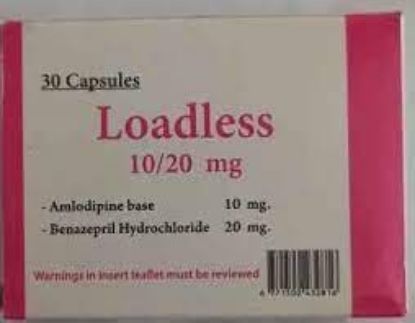 30 Capsules
Loadless
10/20 mg
- Amlodipine base 10 mg.
- Benazepril Hydrochloride 20 mg.
Warnings in insert leaflet must be reviewed